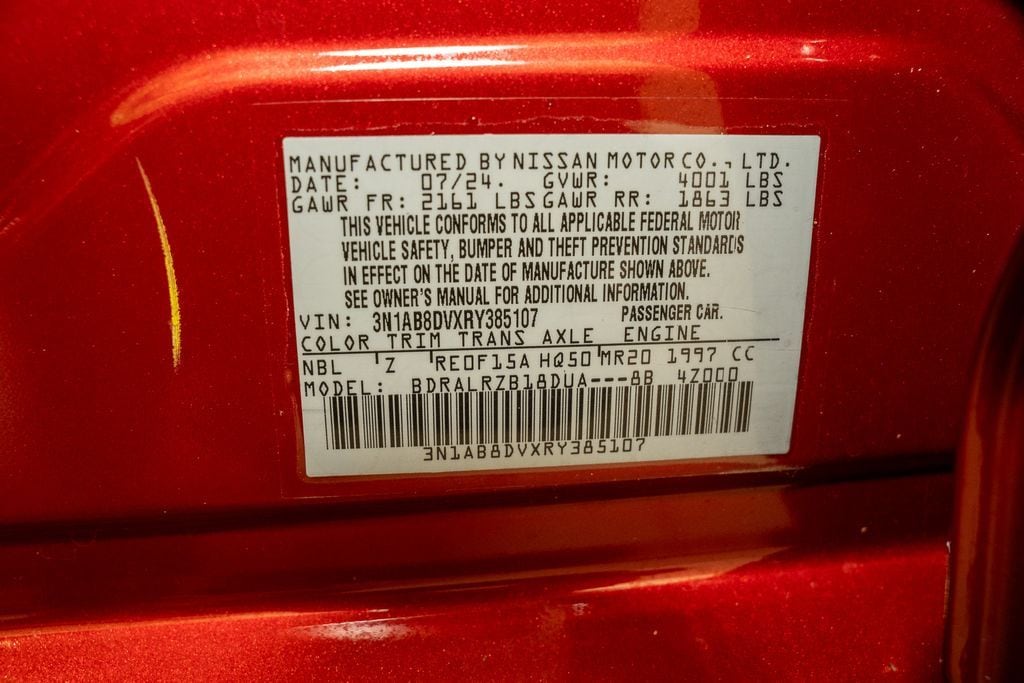 MANUFACTURED BY NISSAN MOTOR CO., LTD.
DATE: 07/24. GVWR: 4001 LBS
GAWR FR: 2161 LBS GAWR RR: 1863 LBS
THIS VEHICLE CONFORMS TO ALL APPLICABLE FEDERAL MOTOR
VEHICLE SAFETY, BUMPER AND THEFT PREVENTION STANDARDS
IN EFFECT ON THE DATE OF MANUFACTURE SHOWN ABOVE.
SEE OWNER'S MANUAL FOR ADDITIONAL INFORMATION.
VIN: 3N1AB8DVXRY385107 PASSENGER CAR.
COLOR TRIM TRANS AXLE ENGINE
NBL Z RE0F15A HQ50 MR20 1997 CC
MODEL: BDRALRZB18DUA---8B 4Z000
3N1AB8DVXRY385107